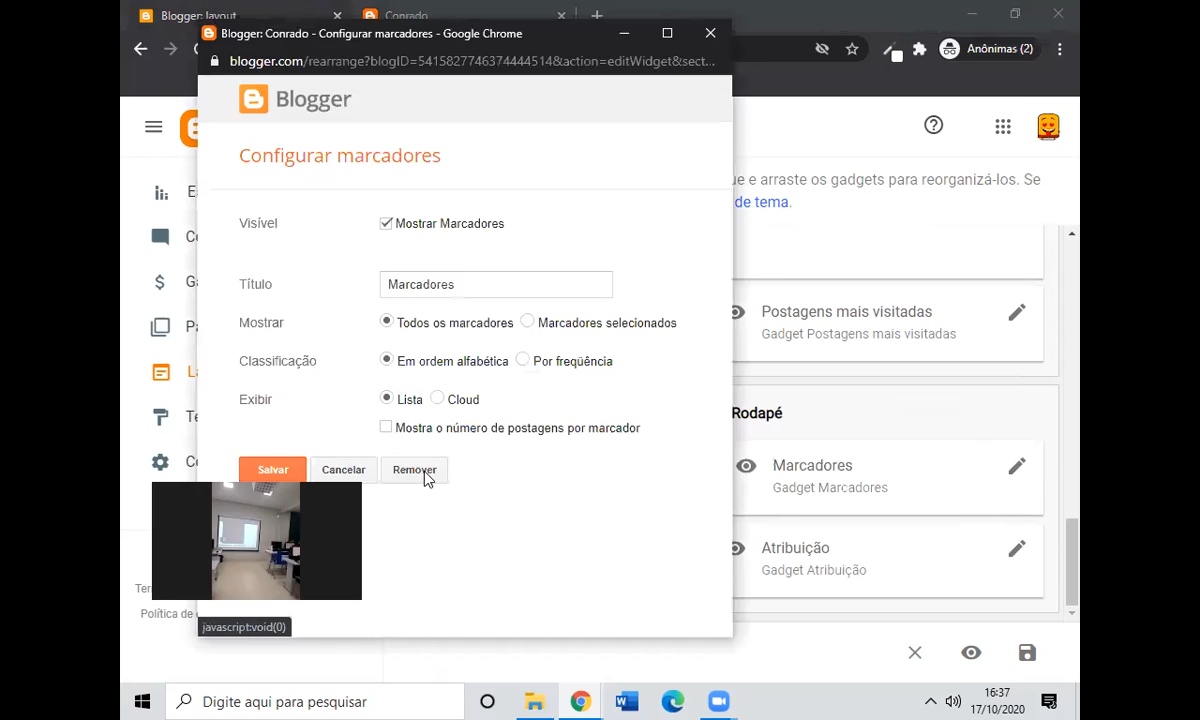 Blogger: layout
Conrado
Blogger: Conrado - Configurar marcadores - Google Chrome
Anônimas (2)
blogger.com/rearrange?blogID=5415827746374444514&action=editWidget&sect...
Blogger
Configurar marcadores
ue e arraste os gadgets para reorganizá-los. Se
de tema.
Visível
Mostrar Marcadores
Título
Marcadores
Mostrar
Todos os marcadores
Marcadores selecionados
Classificação
Em ordem alfabética
Por freqüência
Exibir
Lista
Cloud
Mostra o número de postagens por marcador
Salvar
Cancelar
Remover
Postagens mais visitadas
Gadget Postagens mais visitadas
Rodapé
Marcadores
Gadget Marcadores
Atribuição
Gadget Atribuição
Política de
javascript:void(0)
Digite aqui para pesquisar
16:37
17/10/2020